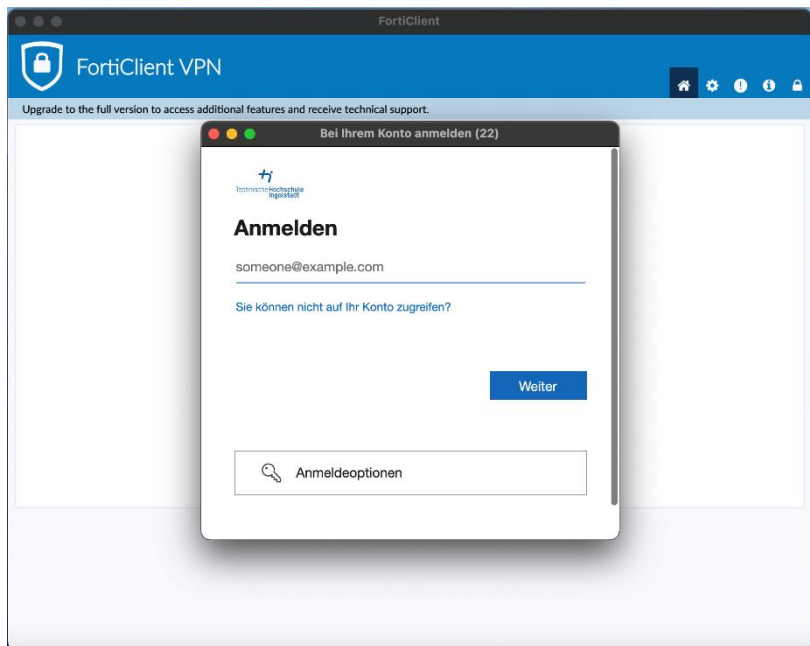 FortiClient
FortiClient VPN
Upgrade to the full version to access additional features and receive technical support.
Bei Ihrem Konto anmelden (22)
Technische Hochschule
Ingolstadt
Anmelden
someone@example.com
Sie können nicht auf Ihr Konto zugreifen?
Weiter
Anmeldeoptionen